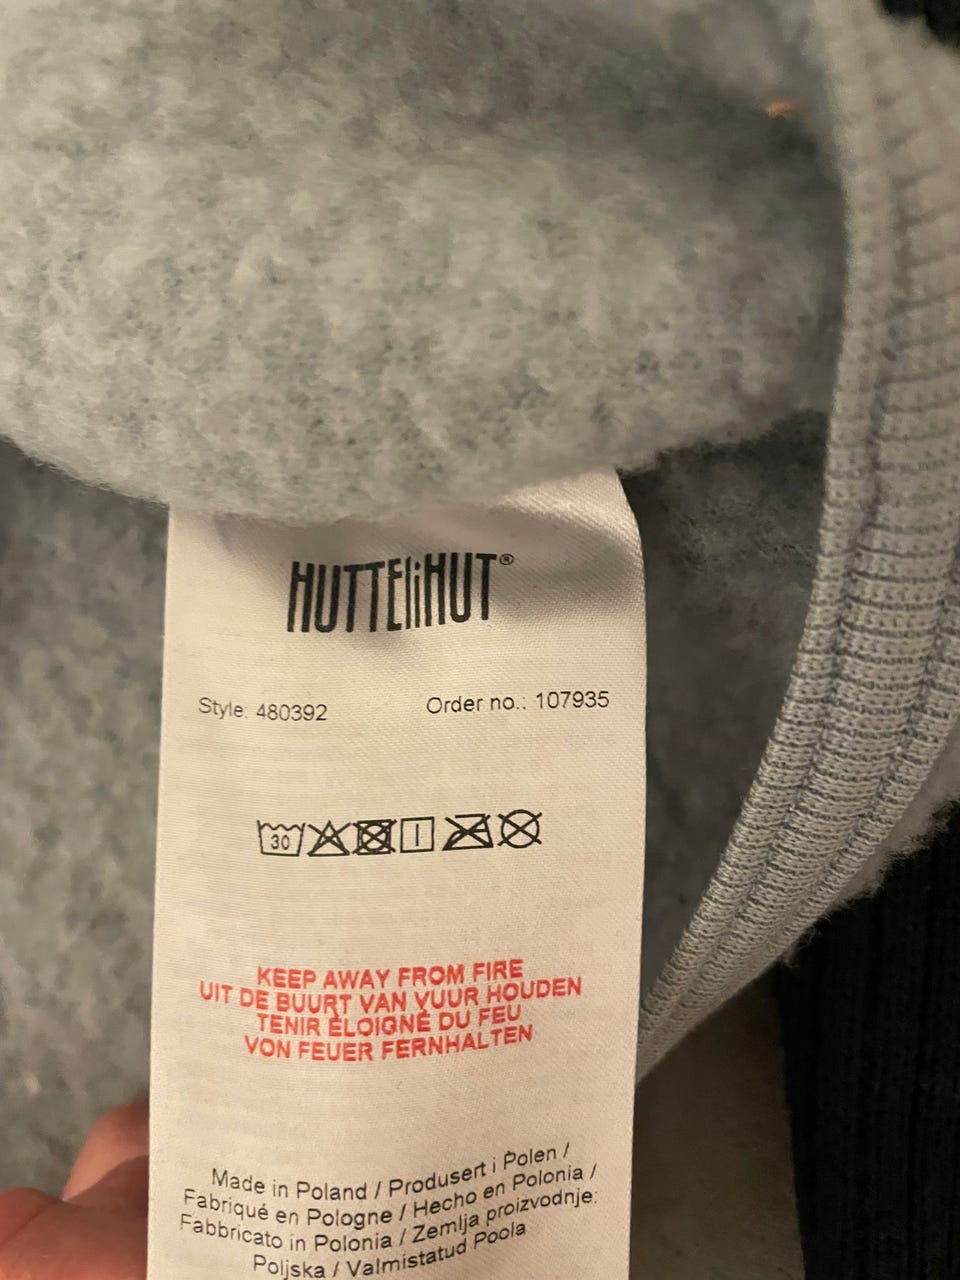 HUTTEliHUT®
Style: 480392 Order no.: 107935
30
KEEP AWAY FROM FIRE
UIT DE BUURT VAN VUUR HOUDEN
TENIR ÉLOIGNÉ DU FEU
VON FEUER FERNHALTEN
Made in Poland / Produsert i Polen /
Fabriqué en Pologne / Hecho en Polonia /
Fabbricato in Polonia / Zemlja proizvodnje:
Poljska / Valmistatud Poola